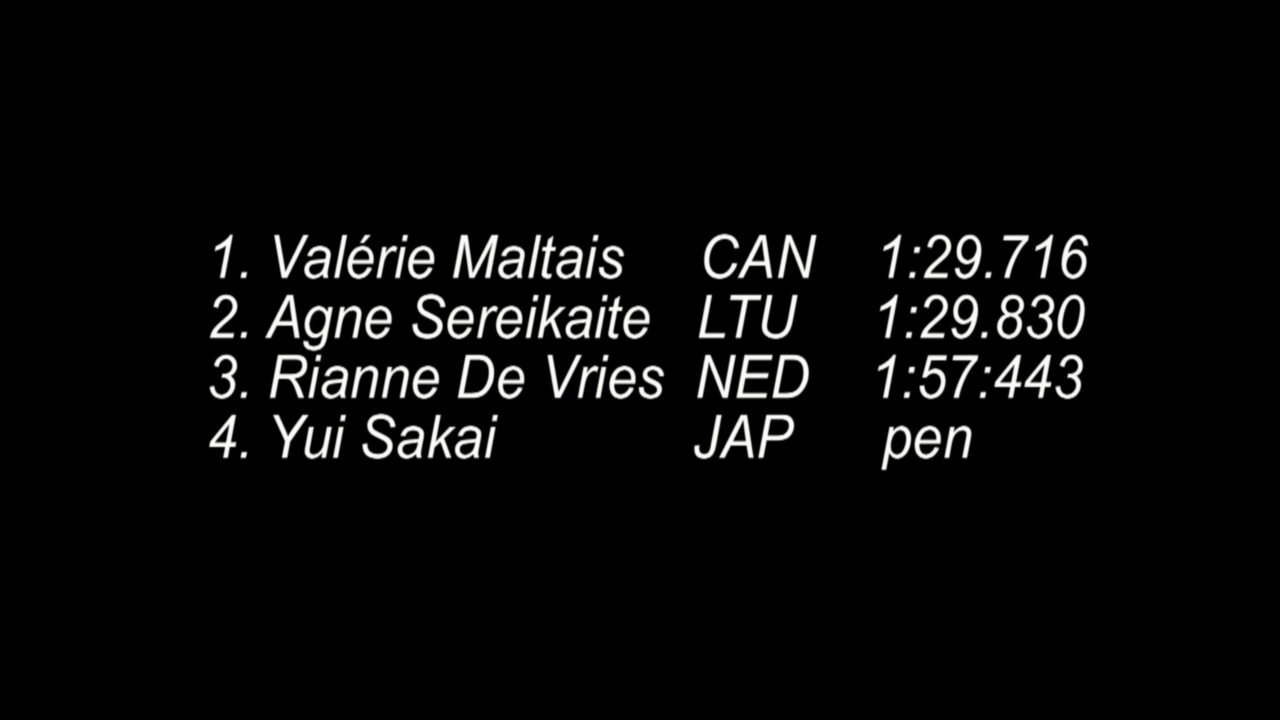 1. Valérie Maltais CAN 1:29.716
2. Agne Sereikaite LTU 1:29.830
3. Rianne De Vries NED 1:57:443
4. Yui Sakai JAP pen